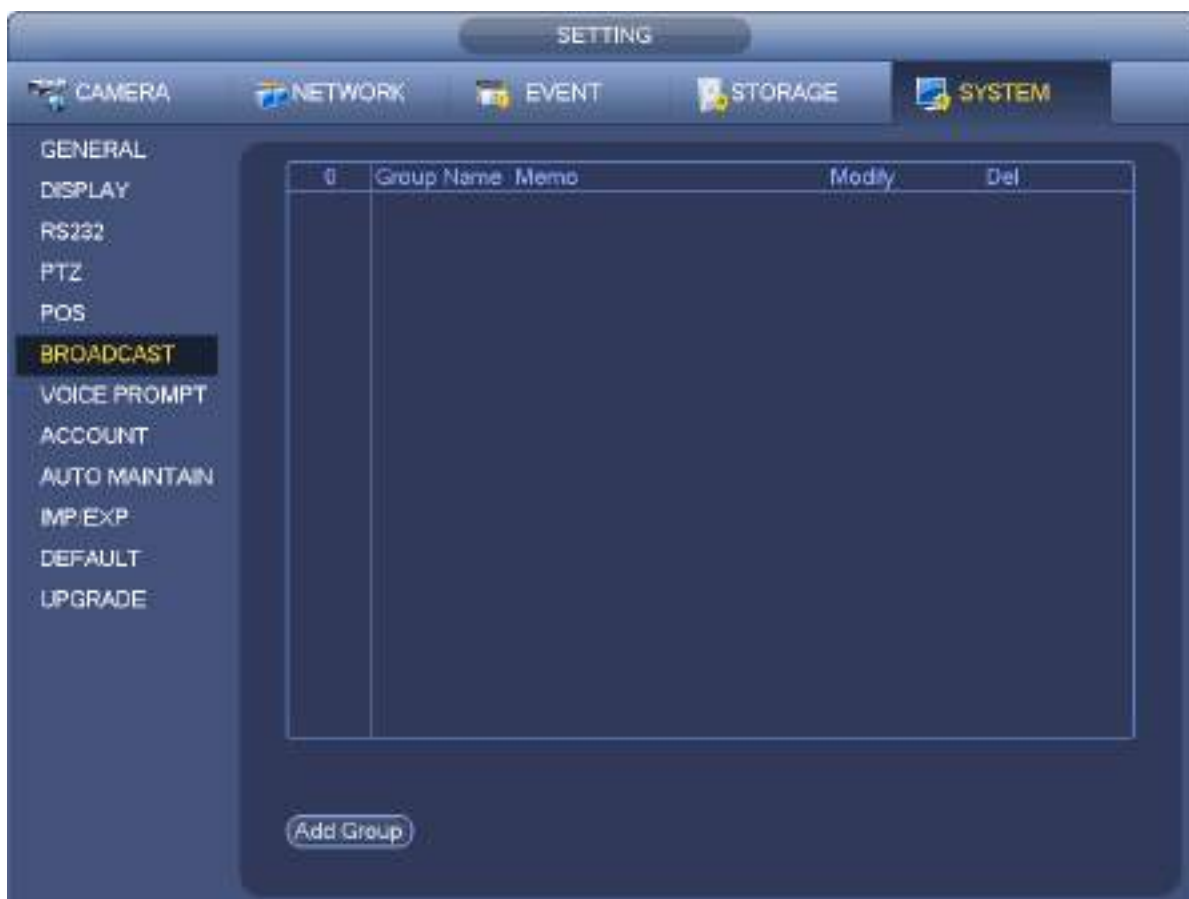 SETTING
CAMERA NETWORK EVENT STORAGE SYSTEM
GENERAL
DISPLAY
RS232
PTZ
POS
BROADCAST
VOICE PROMPT
ACCOUNT
AUTO MAINTAIN
IMP/EXP
DEFAULT
UPGRADE
0 Group Name Memo Modify Del
Add Group